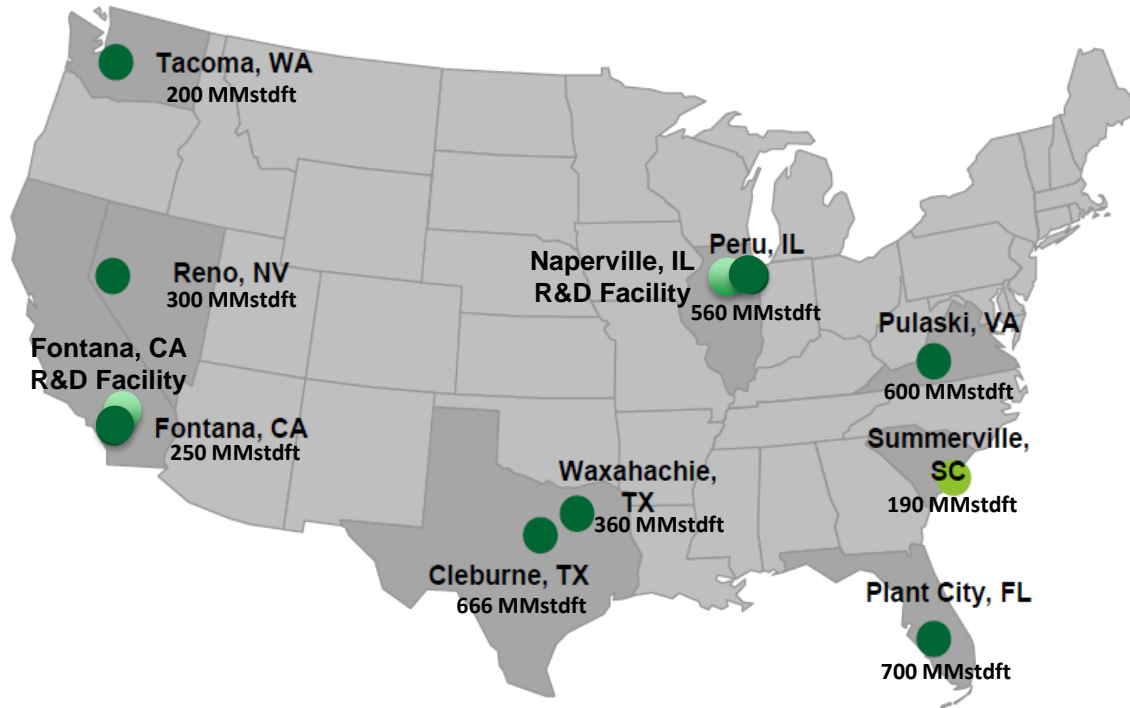 Tacoma, WA
200 MMstdft
Reno, NV
300 MMstdft
Fontana, CA
R&D Facility
Fontana, CA
250 MMstdft
Peru, IL
Naperville, IL
R&D Facility
560 MMstdft
Pulaski, VA
600 MMstdft
Summerville,
SC
190 MMstdft
Waxahachie,
TX
360 MMstdft
Cleburne, TX
666 MMstdft
Plant City, FL
700 MMstdft